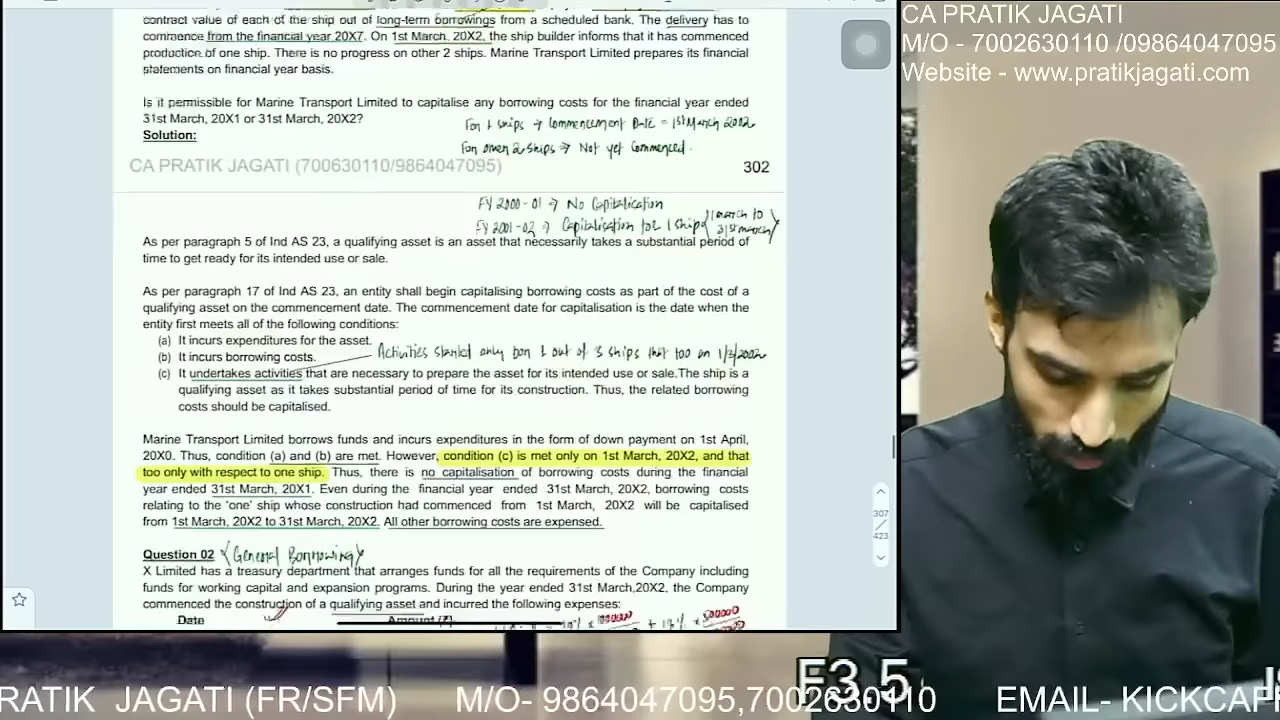 contract value of each of the ship out of long-term borrowings from a scheduled bank. The delivery has to
commence from the financial year 20X7. On 1st March, 20X2, the ship builder informs that it has commenced
production of one ship. There is no progress on other 2 ships. Marine Transport Limited prepares its financial
statements on financial year basis.
Is it permissible for Marine Transport Limited to capitalise any borrowing costs for the financial year ended
31st March, 20X1 or 31st March, 20X2?
For 1 ships → Commencement Date = 1st March 2002
Solution:
For other 2 ships → Not yet Commenced.
CA PRATIK JAGATI (700630110/9864047095)
302
FY 2000-01 → No Capitalisation
FY 2001-02 → Capitalisation for 1 ship (1 march to 31st march)
As per paragraph 5 of Ind AS 23, a qualifying asset is an asset that necessarily takes a substantial period of
time to get ready for its intended use or sale.
As per paragraph 17 of Ind AS 23, an entity shall begin capitalising borrowing costs as part of the cost of a
qualifying asset on the commencement date. The commencement date for capitalisation is the date when the
entity first meets all of the following conditions:
(a) It incurs expenditures for the asset.
(b) It incurs borrowing costs.
Activities started only for 1 out of 3 ships that too on 1/3/2002
(c) It undertakes activities that are necessary to prepare the asset for its intended use or sale.The ship is a
qualifying asset as it takes substantial period of time for its construction. Thus, the related borrowing
costs should be capitalised.
Marine Transport Limited borrows funds and incurs expenditures in the form of down payment on 1st April,
20X0. Thus, condition (a) and (b) are met. However, condition (c) is met only on 1st March, 20X2, and that
too only with respect to one ship. Thus, there is no capitalisation of borrowing costs during the financial
year ended 31st March, 20X1. Even during the financial year ended 31st March, 20X2, borrowing costs
relating to the 'one' ship whose construction had commenced from 1st March, 20X2 will be capitalised
from 1st March, 20X2 to 31st March, 20X2. All other borrowing costs are expensed.
Question 02 (General Borrowing)
X Limited has a treasury department that arranges funds for all the requirements of the Company including
funds for working capital and expansion programs. During the year ended 31st March,20X2, the Company
commenced the construction of a qualifying asset and incurred the following expenses:
Date Amount (₹)
307
/
423
CA PRATIK JAGATI
M/O - 7002630110 /09864047095
Website - www.pratikjagati.com
F3.5
RATIK JAGATI (FR/SFM) M/O- 9864047095,7002630110 EMAIL- KICKCAF